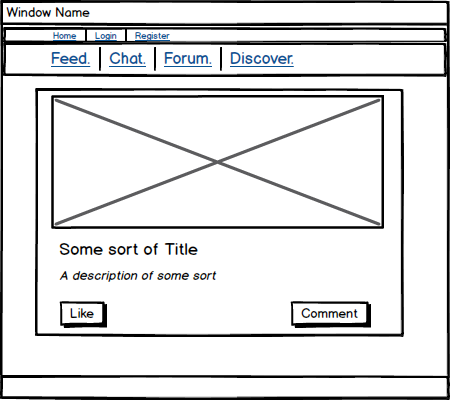 Window Name
Home Login Register
Feed. Chat. Forum. Discover.
Some sort of Title
A description of some sort
Like Comment